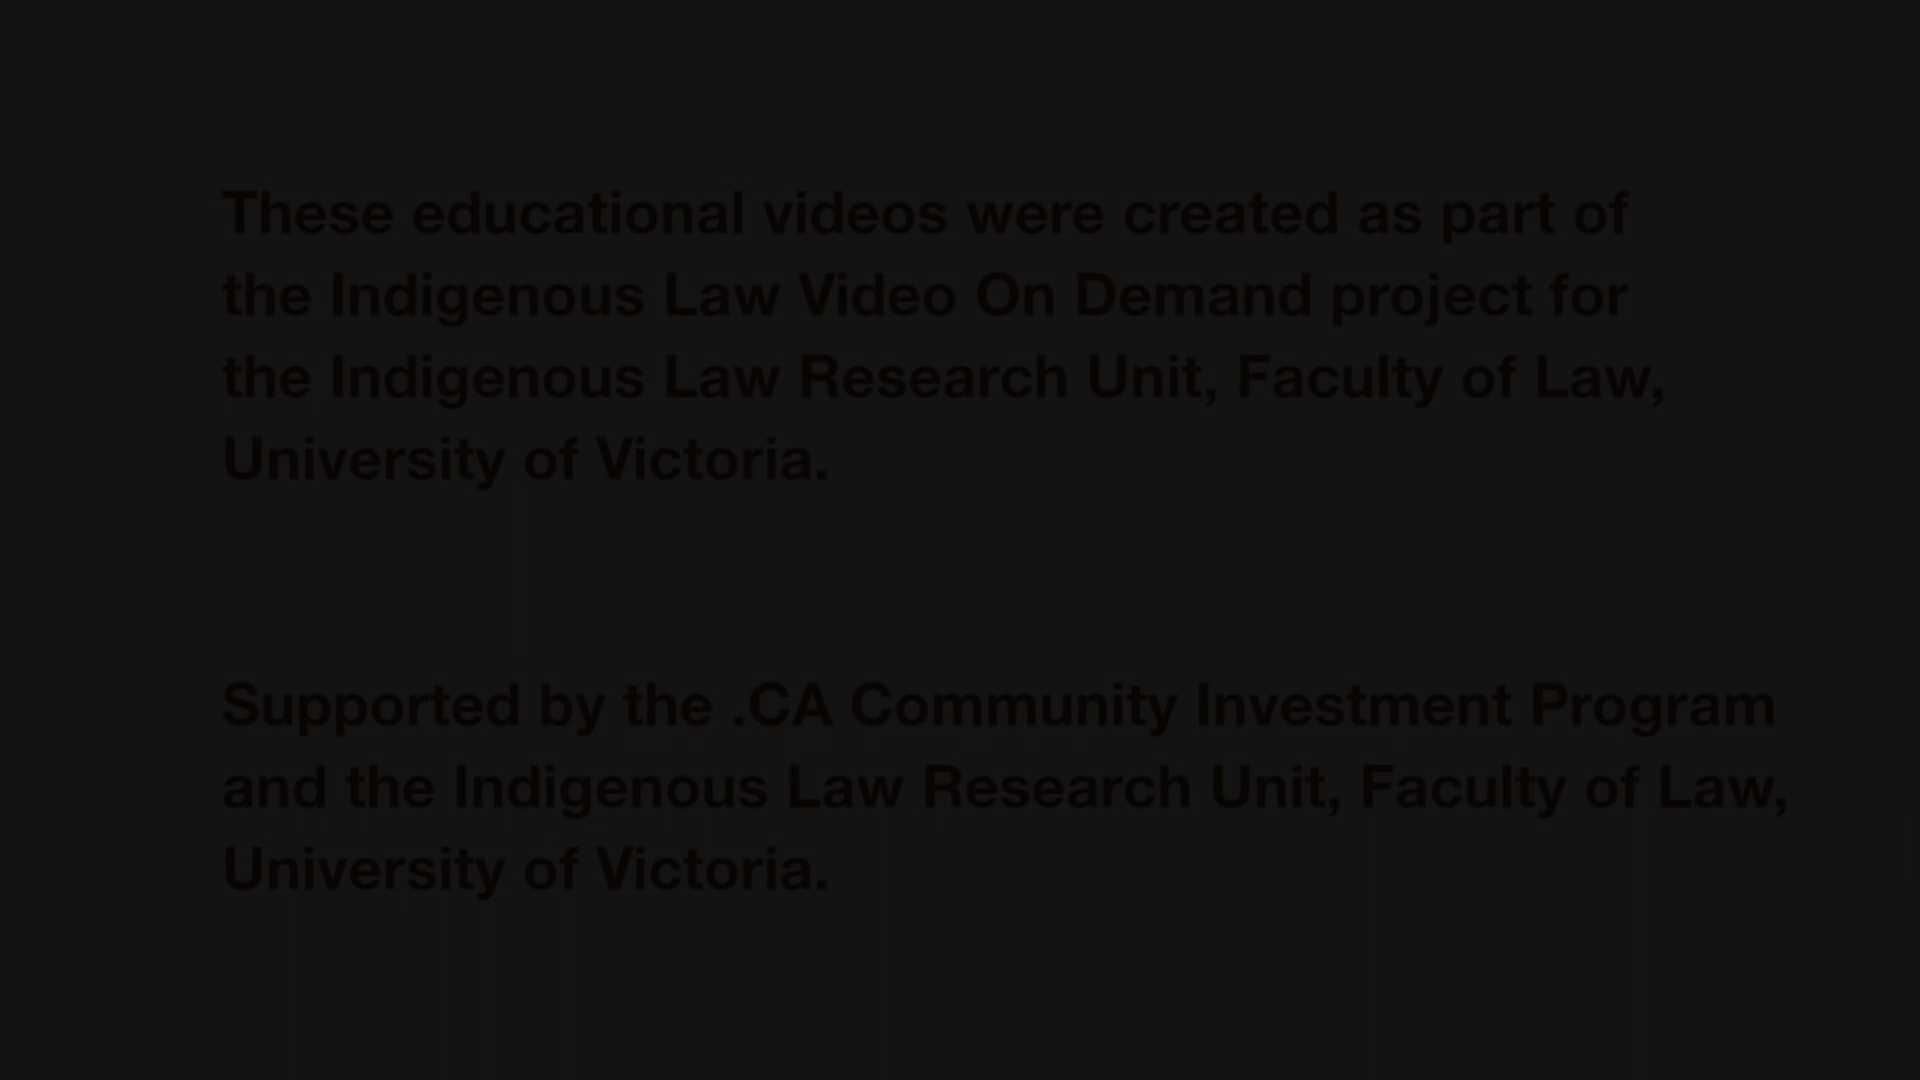 These educational videos were created as part of
the Indigenous Law Video On Demand project for
the Indigenous Law Research Unit, Faculty of Law,
University of Victoria.
Supported by the .CA Community Investment Program
and the Indigenous Law Research Unit, Faculty of Law,
University of Victoria.